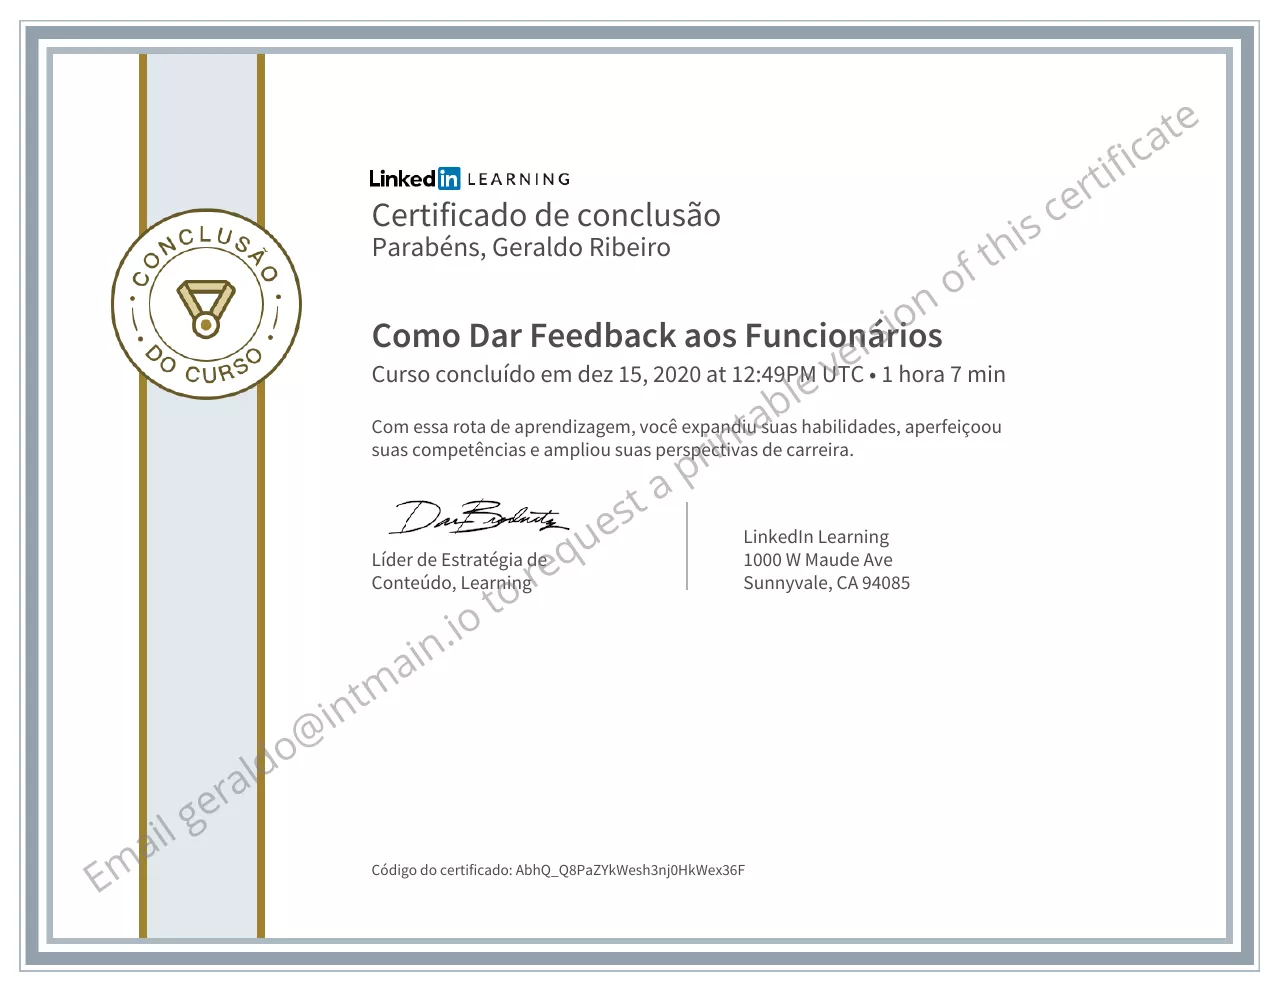 LinkedIn LEARNING
Certificado de conclusão
Parabéns, Geraldo Ribeiro
· CONCLUSÃO ·
· DO CURSO ·
Como Dar Feedback aos Funcionários
Curso concluído em dez 15, 2020 at 12:49PM UTC • 1 hora 7 min
Com essa rota de aprendizagem, você expandiu suas habilidades, aperfeiçoou
suas competências e ampliou suas perspectivas de carreira.
Líder de Estratégia de
Conteúdo, Learning
LinkedIn Learning
1000 W Maude Ave
Sunnyvale, CA 94085
Código do certificado: AbhQ_Q8PaZYkWesh3nj0HkWex36F
Email geraldo@intmain.io to request a printable version of this certificate